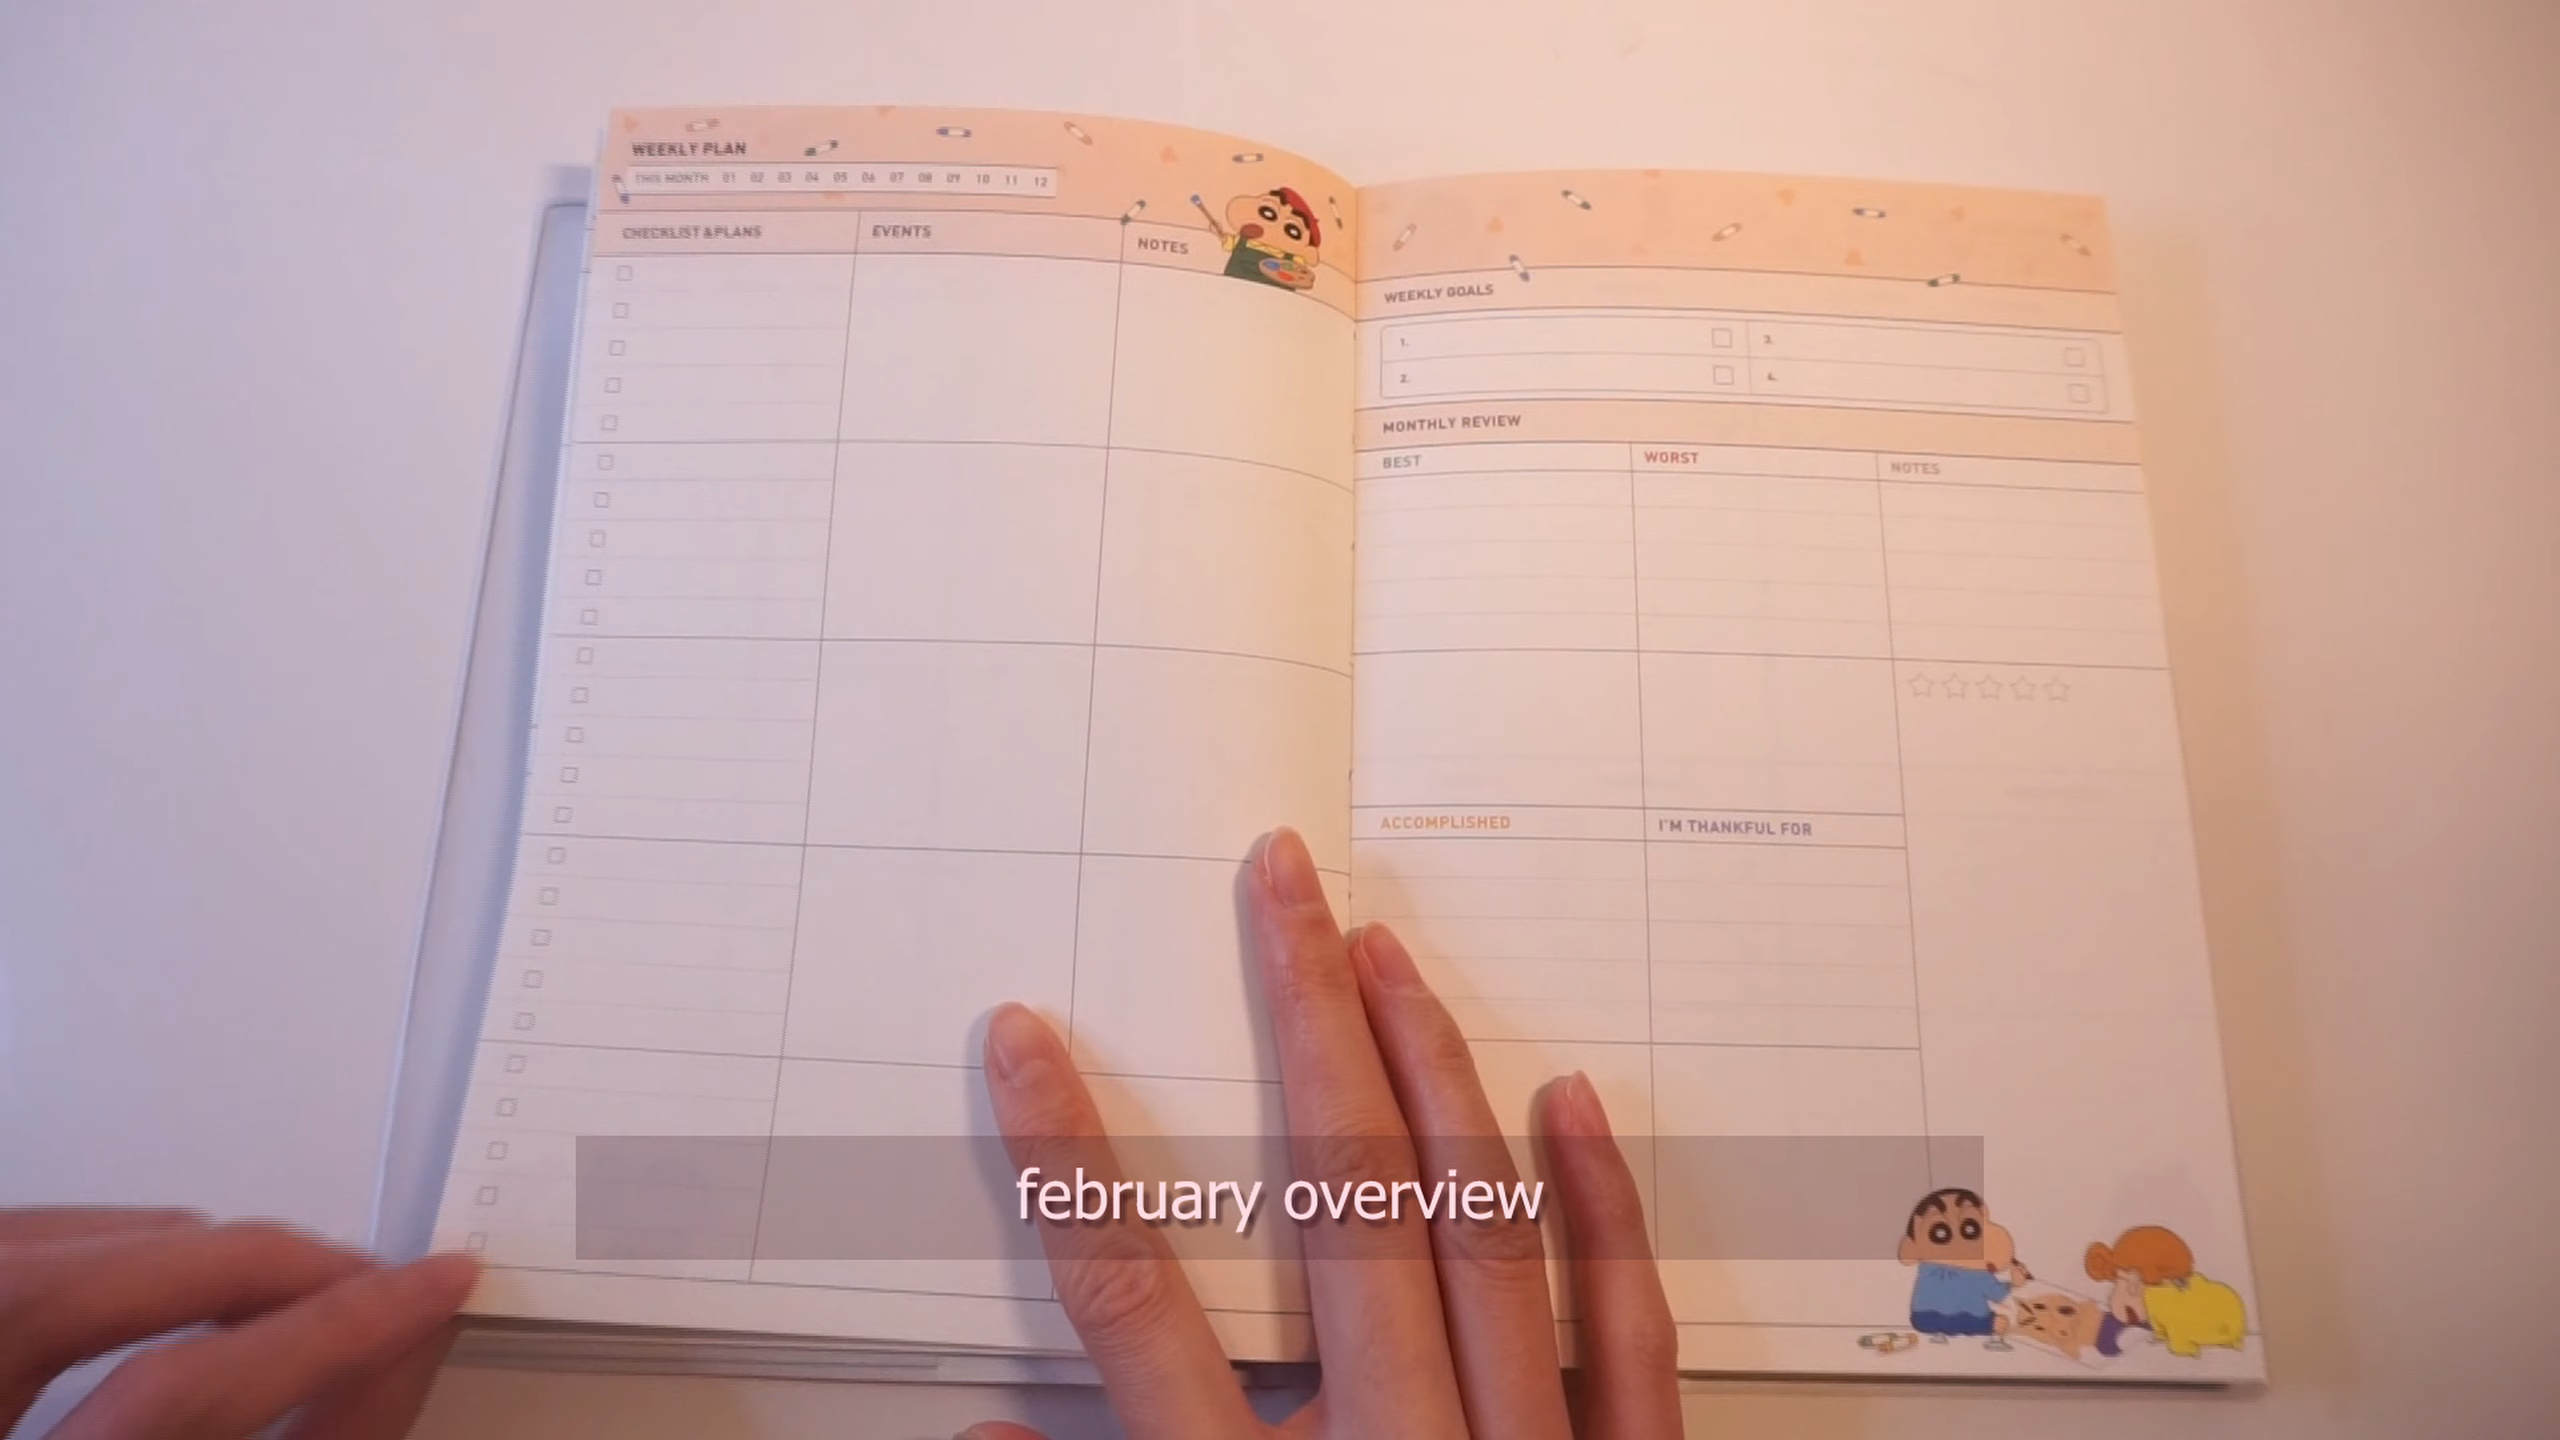 WEEKLY PLAN
THIS MONTH 01 02 03 04 05 06 07 08 09 10 11 12
CHECKLIST & PLANS
EVENTS
NOTES
WEEKLY GOALS
1.
3.
2.
4.
MONTHLY REVIEW
BEST
WORST
NOTES
ACCOMPLISHED
I'M THANKFUL FOR
february overview